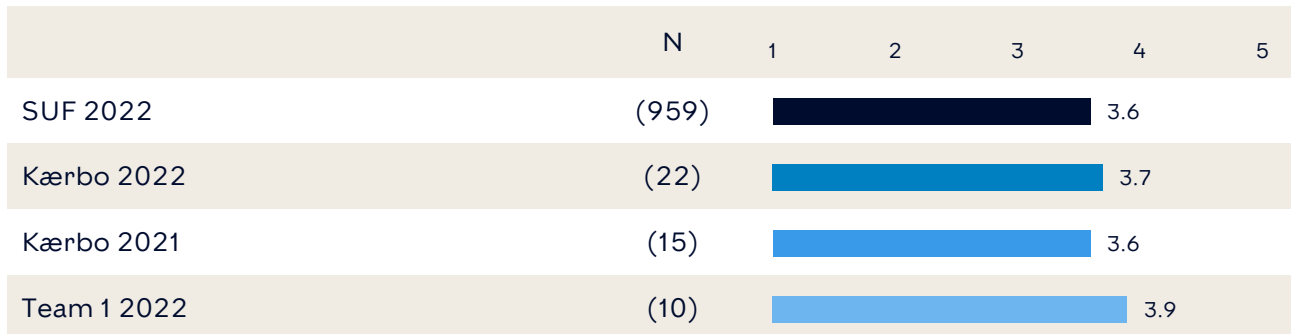 N 1 2 3 4 5
SUF 2022 (959) 3.6
Kærbo 2022 (22) 3.7
Kærbo 2021 (15) 3.6
Team 1 2022 (10) 3.9